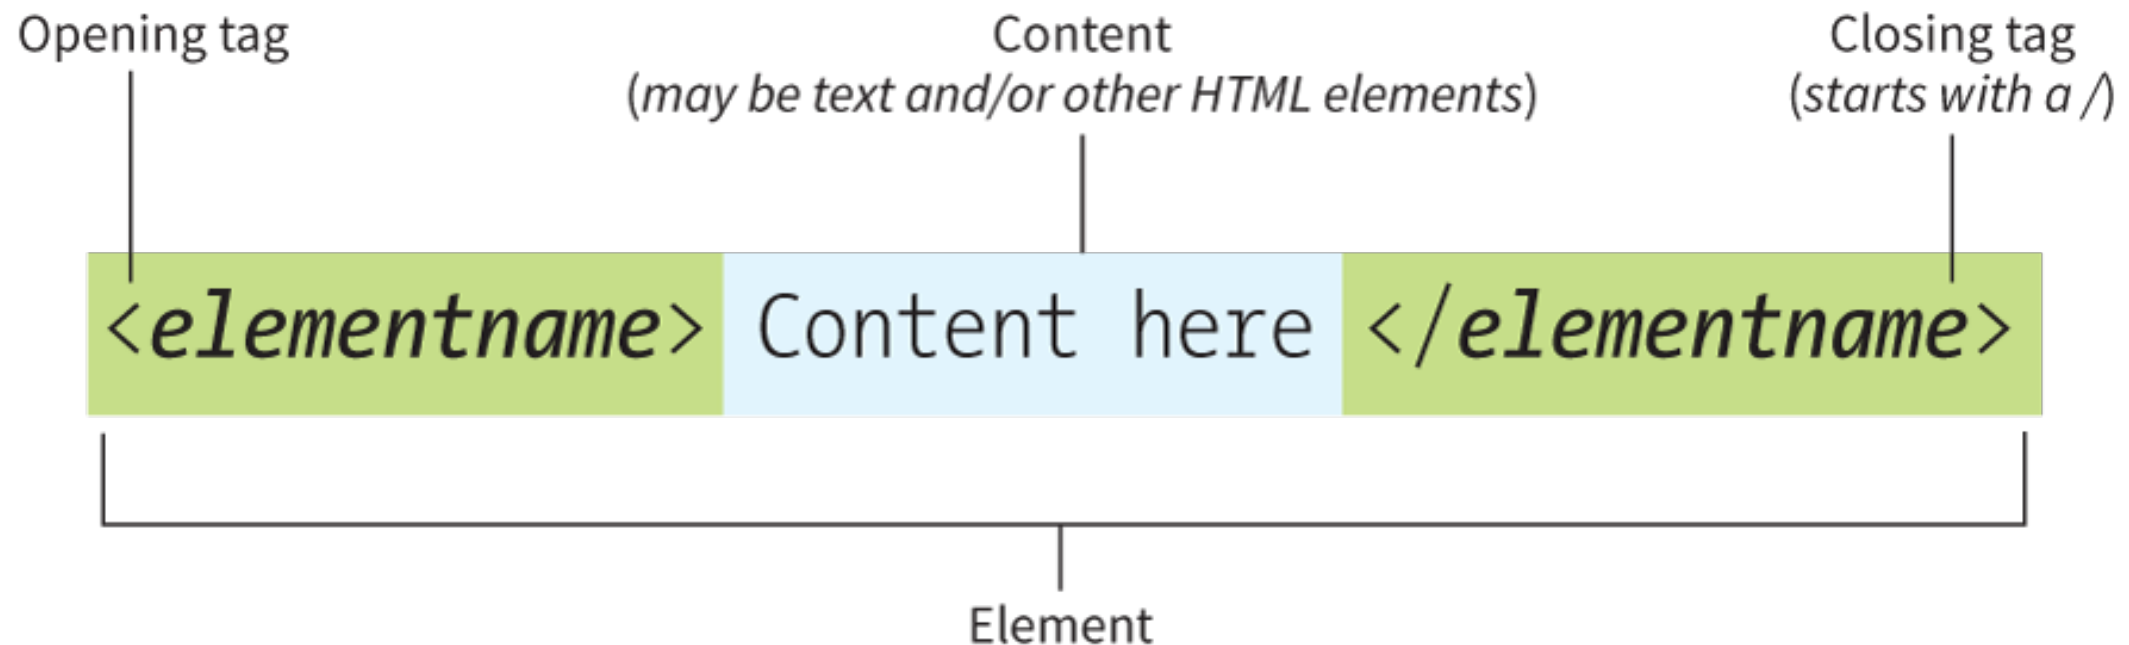 Opening tag
Content
(may be text and/or other HTML elements)
Closing tag
(starts with a /)
<elementname> Content here </elementname>
Element